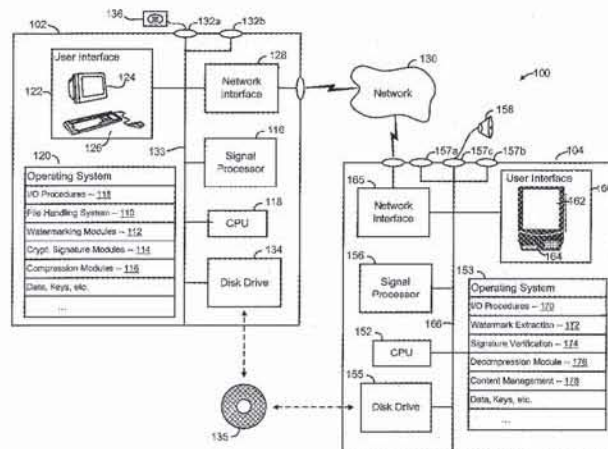 136
132a
132b
102
User Interface
128
122
124
126
Network
Interface
130
Network
100
133
116
Signal
Processor
158
157a
157c
157b
104
120
Operating System
I/O Procedures -- 118
File Handling System -- 110
Watermarking Modules -- 112
Crypt. Signature Modules -- 114
Compression Modules -- 116
Data, Keys, etc.
...
118
CPU
134
Disk Drive
165
Network
Interface
User Interface
160
162
164
156
Signal
Processor
153
Operating System
I/O Procedures -- 170
Watermark Extraction -- 172
Signature Verification -- 174
Decompression Module -- 176
Content Management -- 178
Data, Keys, etc.
...
166
152
CPU
155
Disk Drive
135